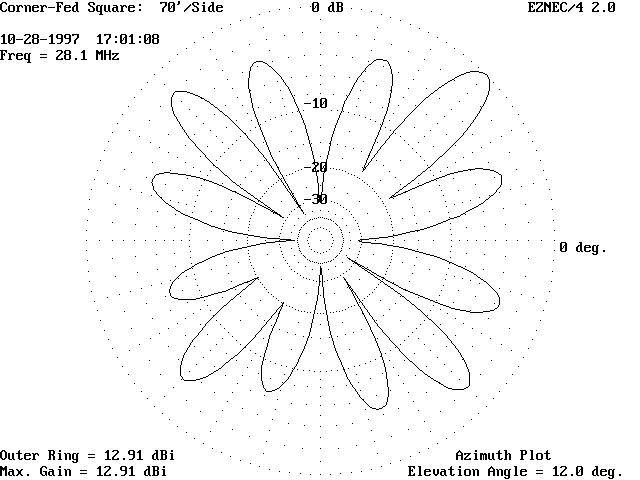 Corner-Fed Square: 70'/Side
0 dB
EZNEC/4 2.0
10-28-1997 17:01:08
Freq = 28.1 MHz
-10
-20
-30
0 deg.
Outer Ring = 12.91 dBi
Max. Gain = 12.91 dBi
Azimuth Plot
Elevation Angle = 12.0 deg.